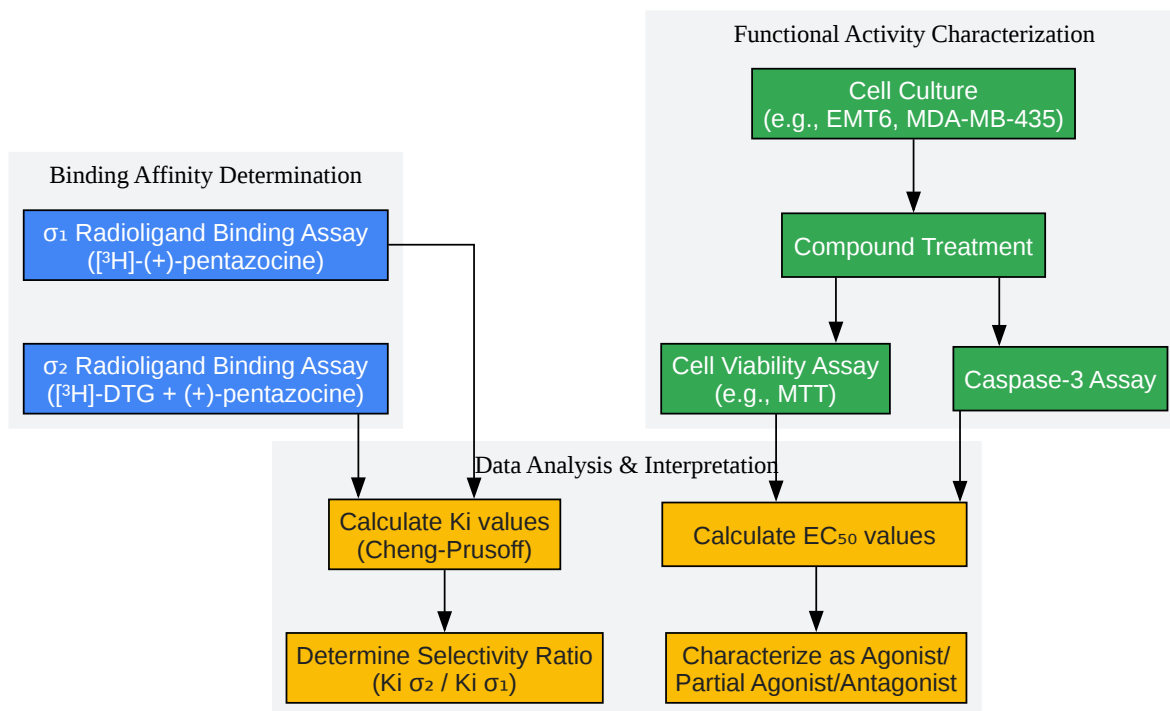 Functional Activity Characterization
Cell Culture
(e.g., EMT6, MDA-MB-435)
Binding Affinity Determination
σ₁ Radioligand Binding Assay
([³H]-(+)-pentazocine)
Compound Treatment
σ₂ Radioligand Binding Assay
([³H]-DTG + (+)-pentazocine)
Cell Viability Assay
(e.g., MTT)
Caspase-3 Assay
Data Analysis & Interpretation
Calculate Ki values
(Cheng-Prusoff)
Calculate EC₅₀ values
Determine Selectivity Ratio
(Ki σ₂ / Ki σ₁)
Characterize as Agonist/
Partial Agonist/Antagonist